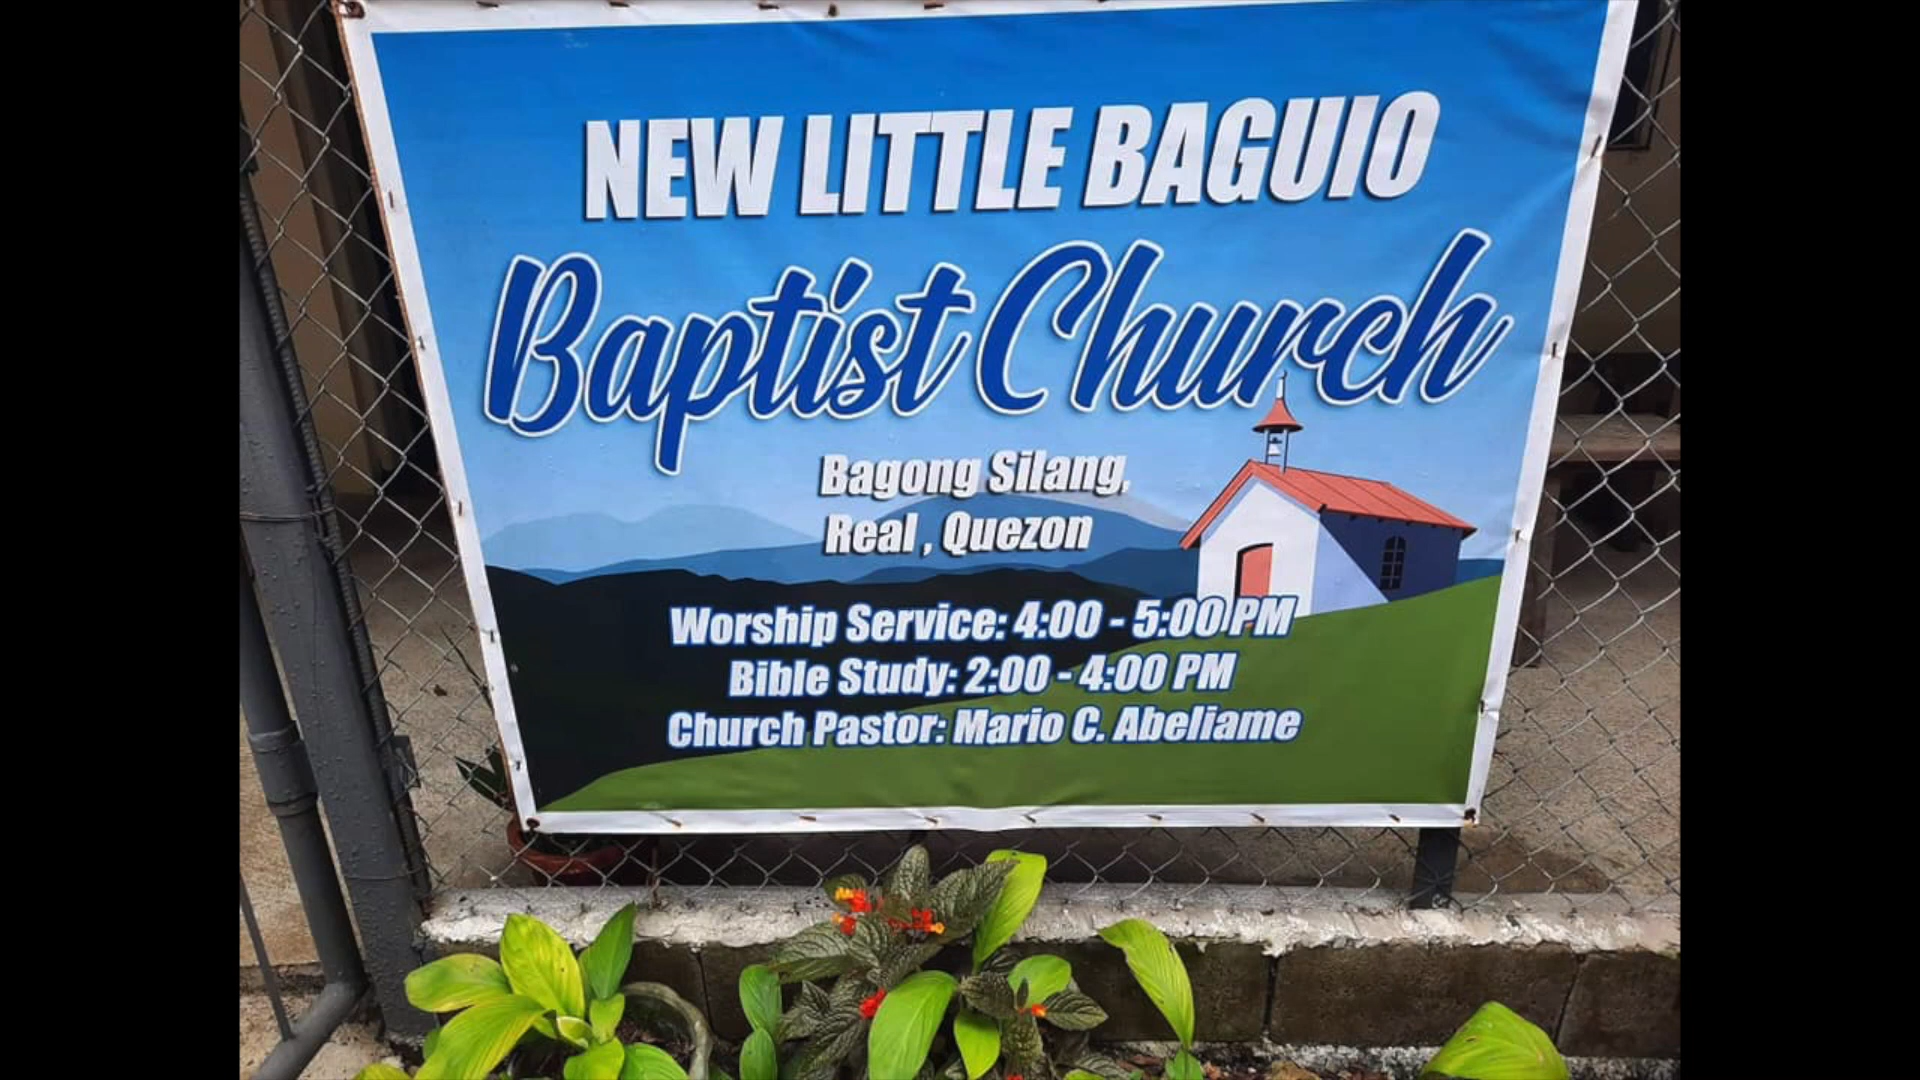 NEW LITTLE BAGUIO
Baptist Church
Bagong Silang,
Real , Quezon
Worship Service: 4:00 - 5:00 PM
Bible Study: 2:00 - 4:00 PM
Church Pastor: Mario C. Abeliame